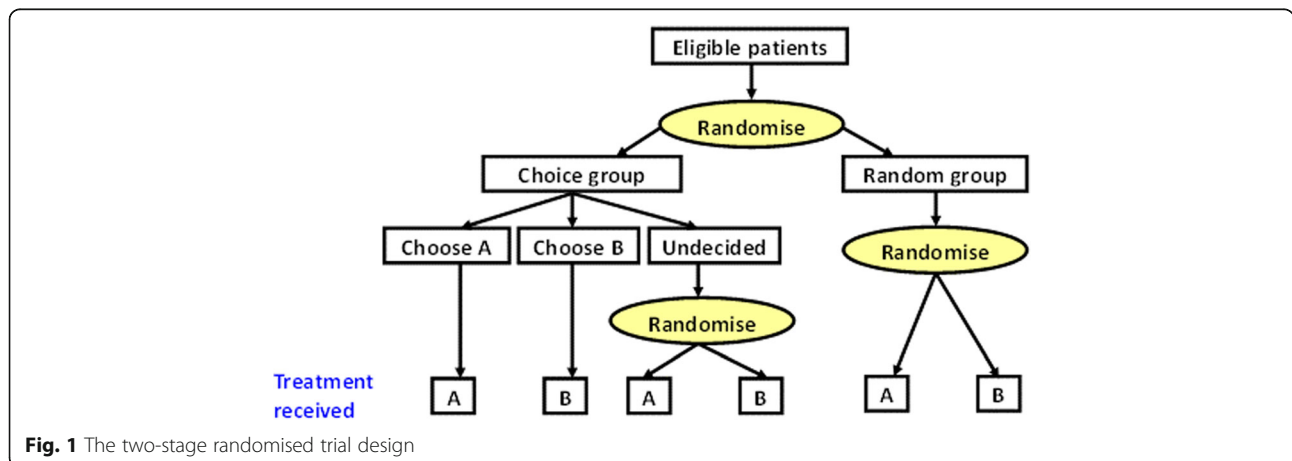 Eligible patients
Randomise
Choice group
Random group
Choose A
Choose B
Undecided
Randomise
Randomise
Treatment
received
A
B
A
B
A
B
Fig. 1 The two-stage randomised trial design